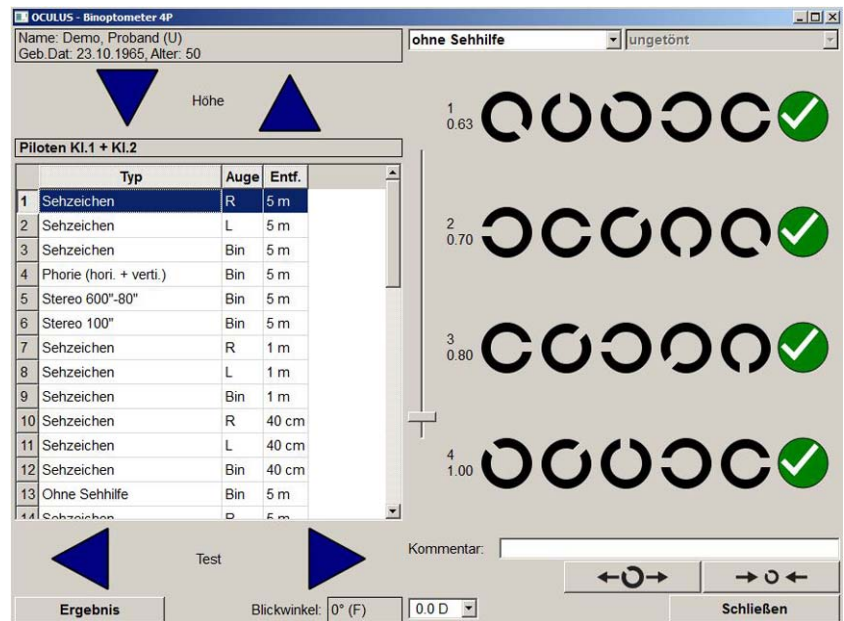 OCULUS - Binoptometer 4P
Name: Demo, Proband (U)
Geb.Dat: 23.10.1965, Alter: 50
ohne Sehhilfe
ungetönt
Höhe
Piloten Kl.1 + Kl.2
Typ Auge Entf.
1 Sehzeichen R 5 m
2 Sehzeichen L 5 m
3 Sehzeichen Bin 5 m
4 Phorie (hori. + verti.) Bin 5 m
5 Stereo 600"-80" Bin 5 m
6 Stereo 100" Bin 5 m
7 Sehzeichen R 1 m
8 Sehzeichen L 1 m
9 Sehzeichen Bin 1 m
10 Sehzeichen R 40 cm
11 Sehzeichen L 40 cm
12 Sehzeichen Bin 40 cm
13 Ohne Sehhilfe Bin 5 m
14 Sehzeichen R 5 m
1
0.63
2
0.70
3
0.80
4
1.00
Test
Kommentar:
Ergebnis
Blickwinkel: 0° (F)
0.0 D
Schließen